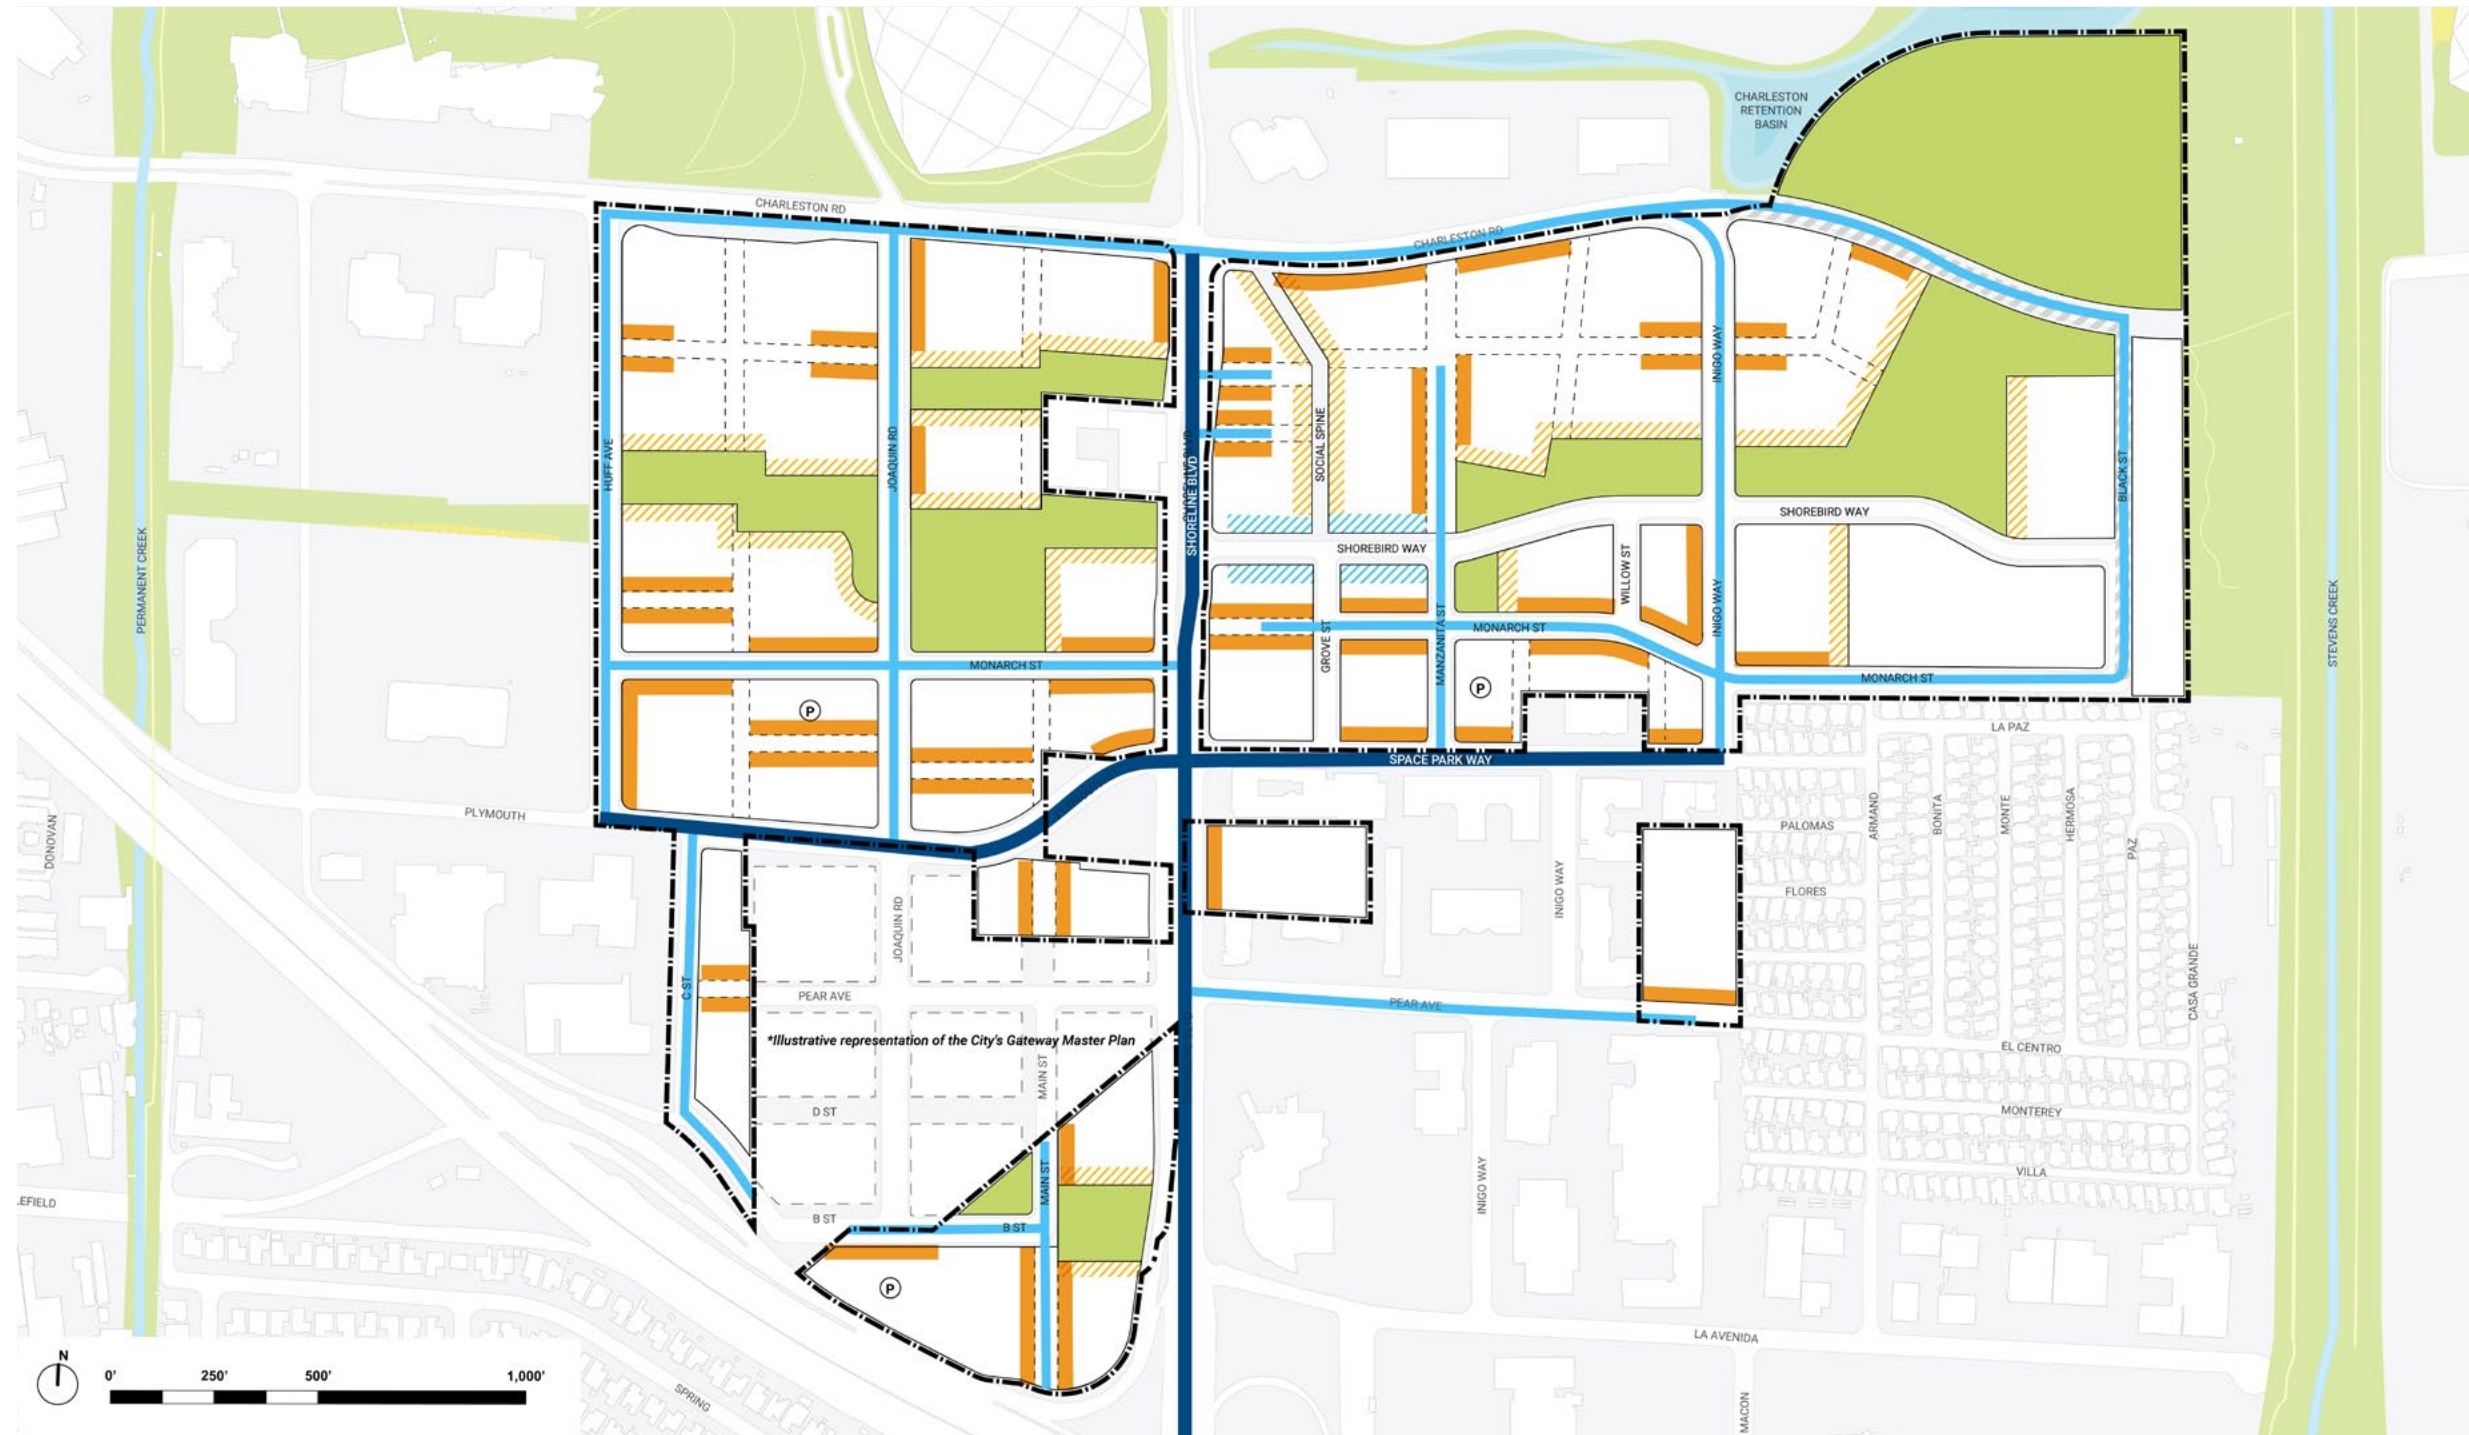 CHARLESTON
RETENTION
BASIN
CHARLESTON RD
CHARLESTON RD
HUFF AVE
JOAQUIN RD
SHORELINE BLVD
SOCIAL SPINE
INIGO WAY
BLACK ST
PERMANENT CREEK
STEVENS CREEK
SHOREBIRD WAY
SHOREBIRD WAY
WILLOW ST
INIGO WAY
GROVE ST
MANZANITA ST
MONARCH ST
MONARCH ST
MONARCH ST
P
P
SPACE PARK WAY
LA PAZ
PLYMOUTH
DONOVAN
PALOMAS
ARMAND
BONITA
MONTE
HERMOSA
PAZ
FLORES
INIGO WAY
JOAQUIN RD
C ST
PEAR AVE
PEAR AVE
CASA GRANDE
*Illustrative representation of the City's Gateway Master Plan
EL CENTRO
MAIN ST
D ST
MONTEREY
VILLA
MAIN ST
INIGO WAY
LEFIELD
B ST
B ST
P
LA AVENIDA
N
0' 250' 500' 1,000'
SPRING
MACON